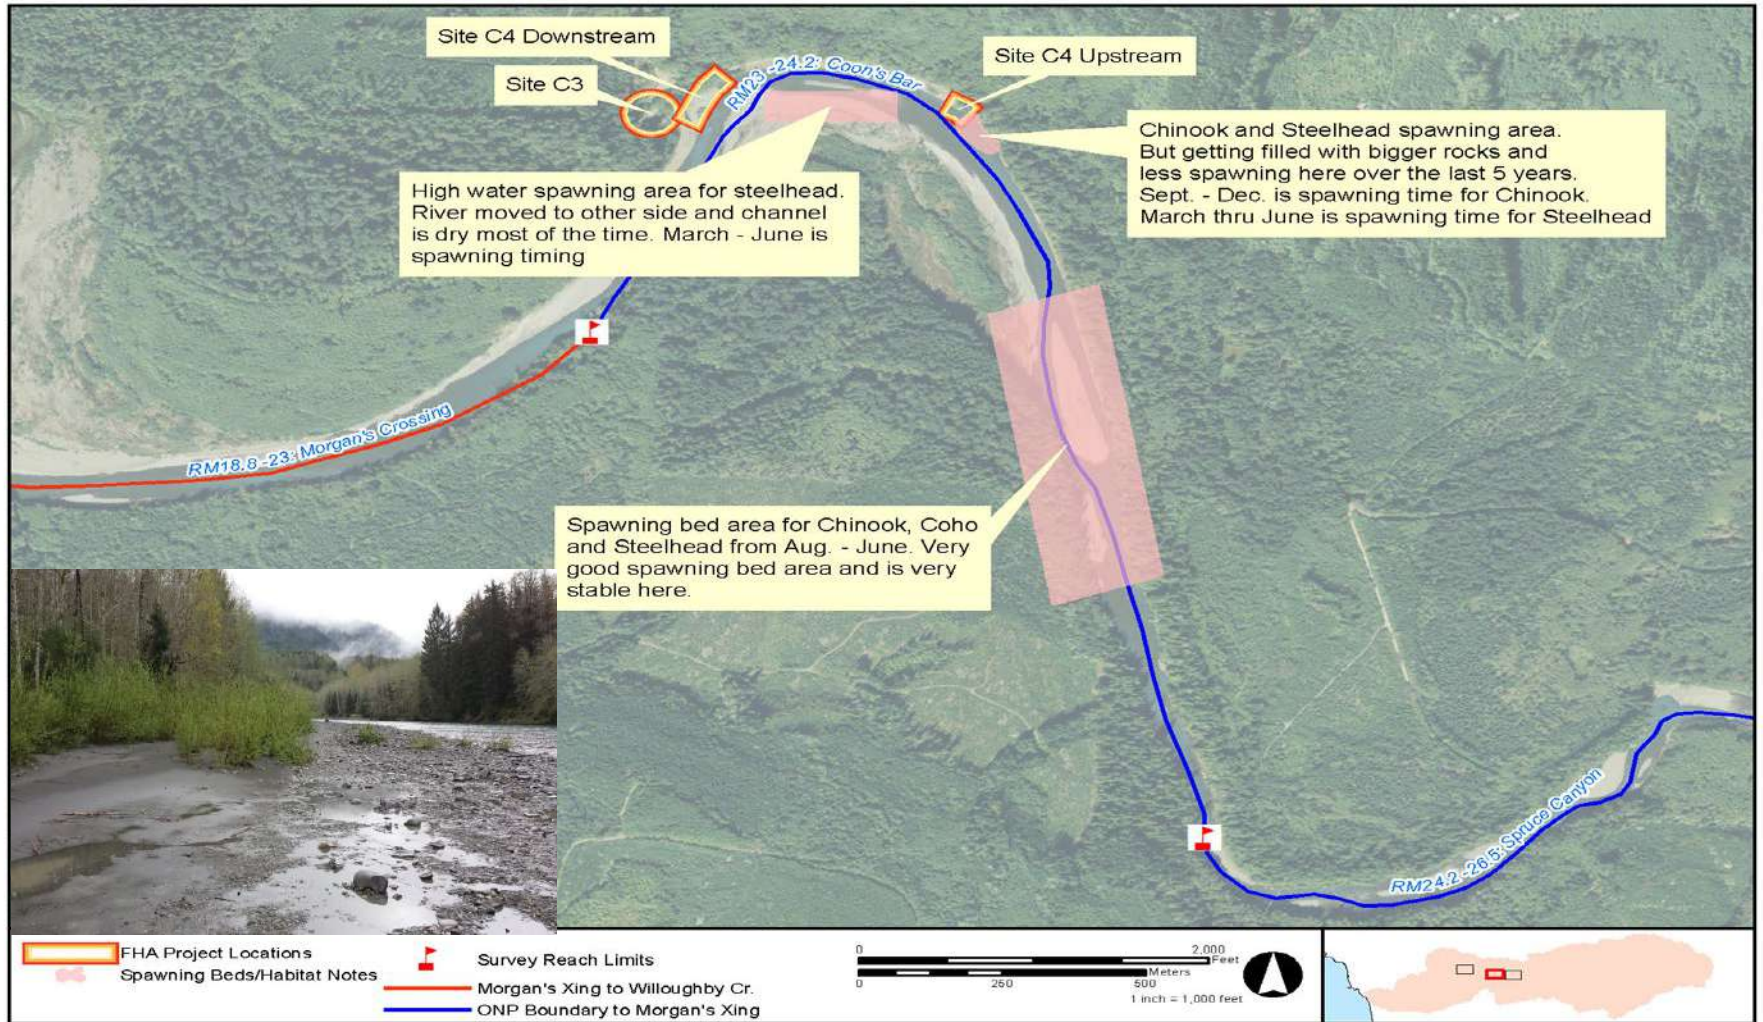 Site C4 Downstream
Site C3
RM23 -24.2: Coon's Bar
Site C4 Upstream
Chinook and Steelhead spawning area.
But getting filled with bigger rocks and
less spawning here over the last 5 years.
Sept. - Dec. is spawning time for Chinook.
March thru June is spawning time for Steelhead
High water spawning area for steelhead.
River moved to other side and channel
is dry most of the time. March - June is
spawning timing
RM18.8 -23: Morgan's Crossing
Spawning bed area for Chinook, Coho
and Steelhead from Aug. - June. Very
good spawning bed area and is very
stable here.
RM24.2 -26.5: Spruce Canyon
FHA Project Locations
Spawning Beds/Habitat Notes
Survey Reach Limits
Morgan's Xing to Willoughby Cr.
ONP Boundary to Morgan's Xing
0 2,000
Feet
Meters
0 250 500
1 inch = 1,000 feet